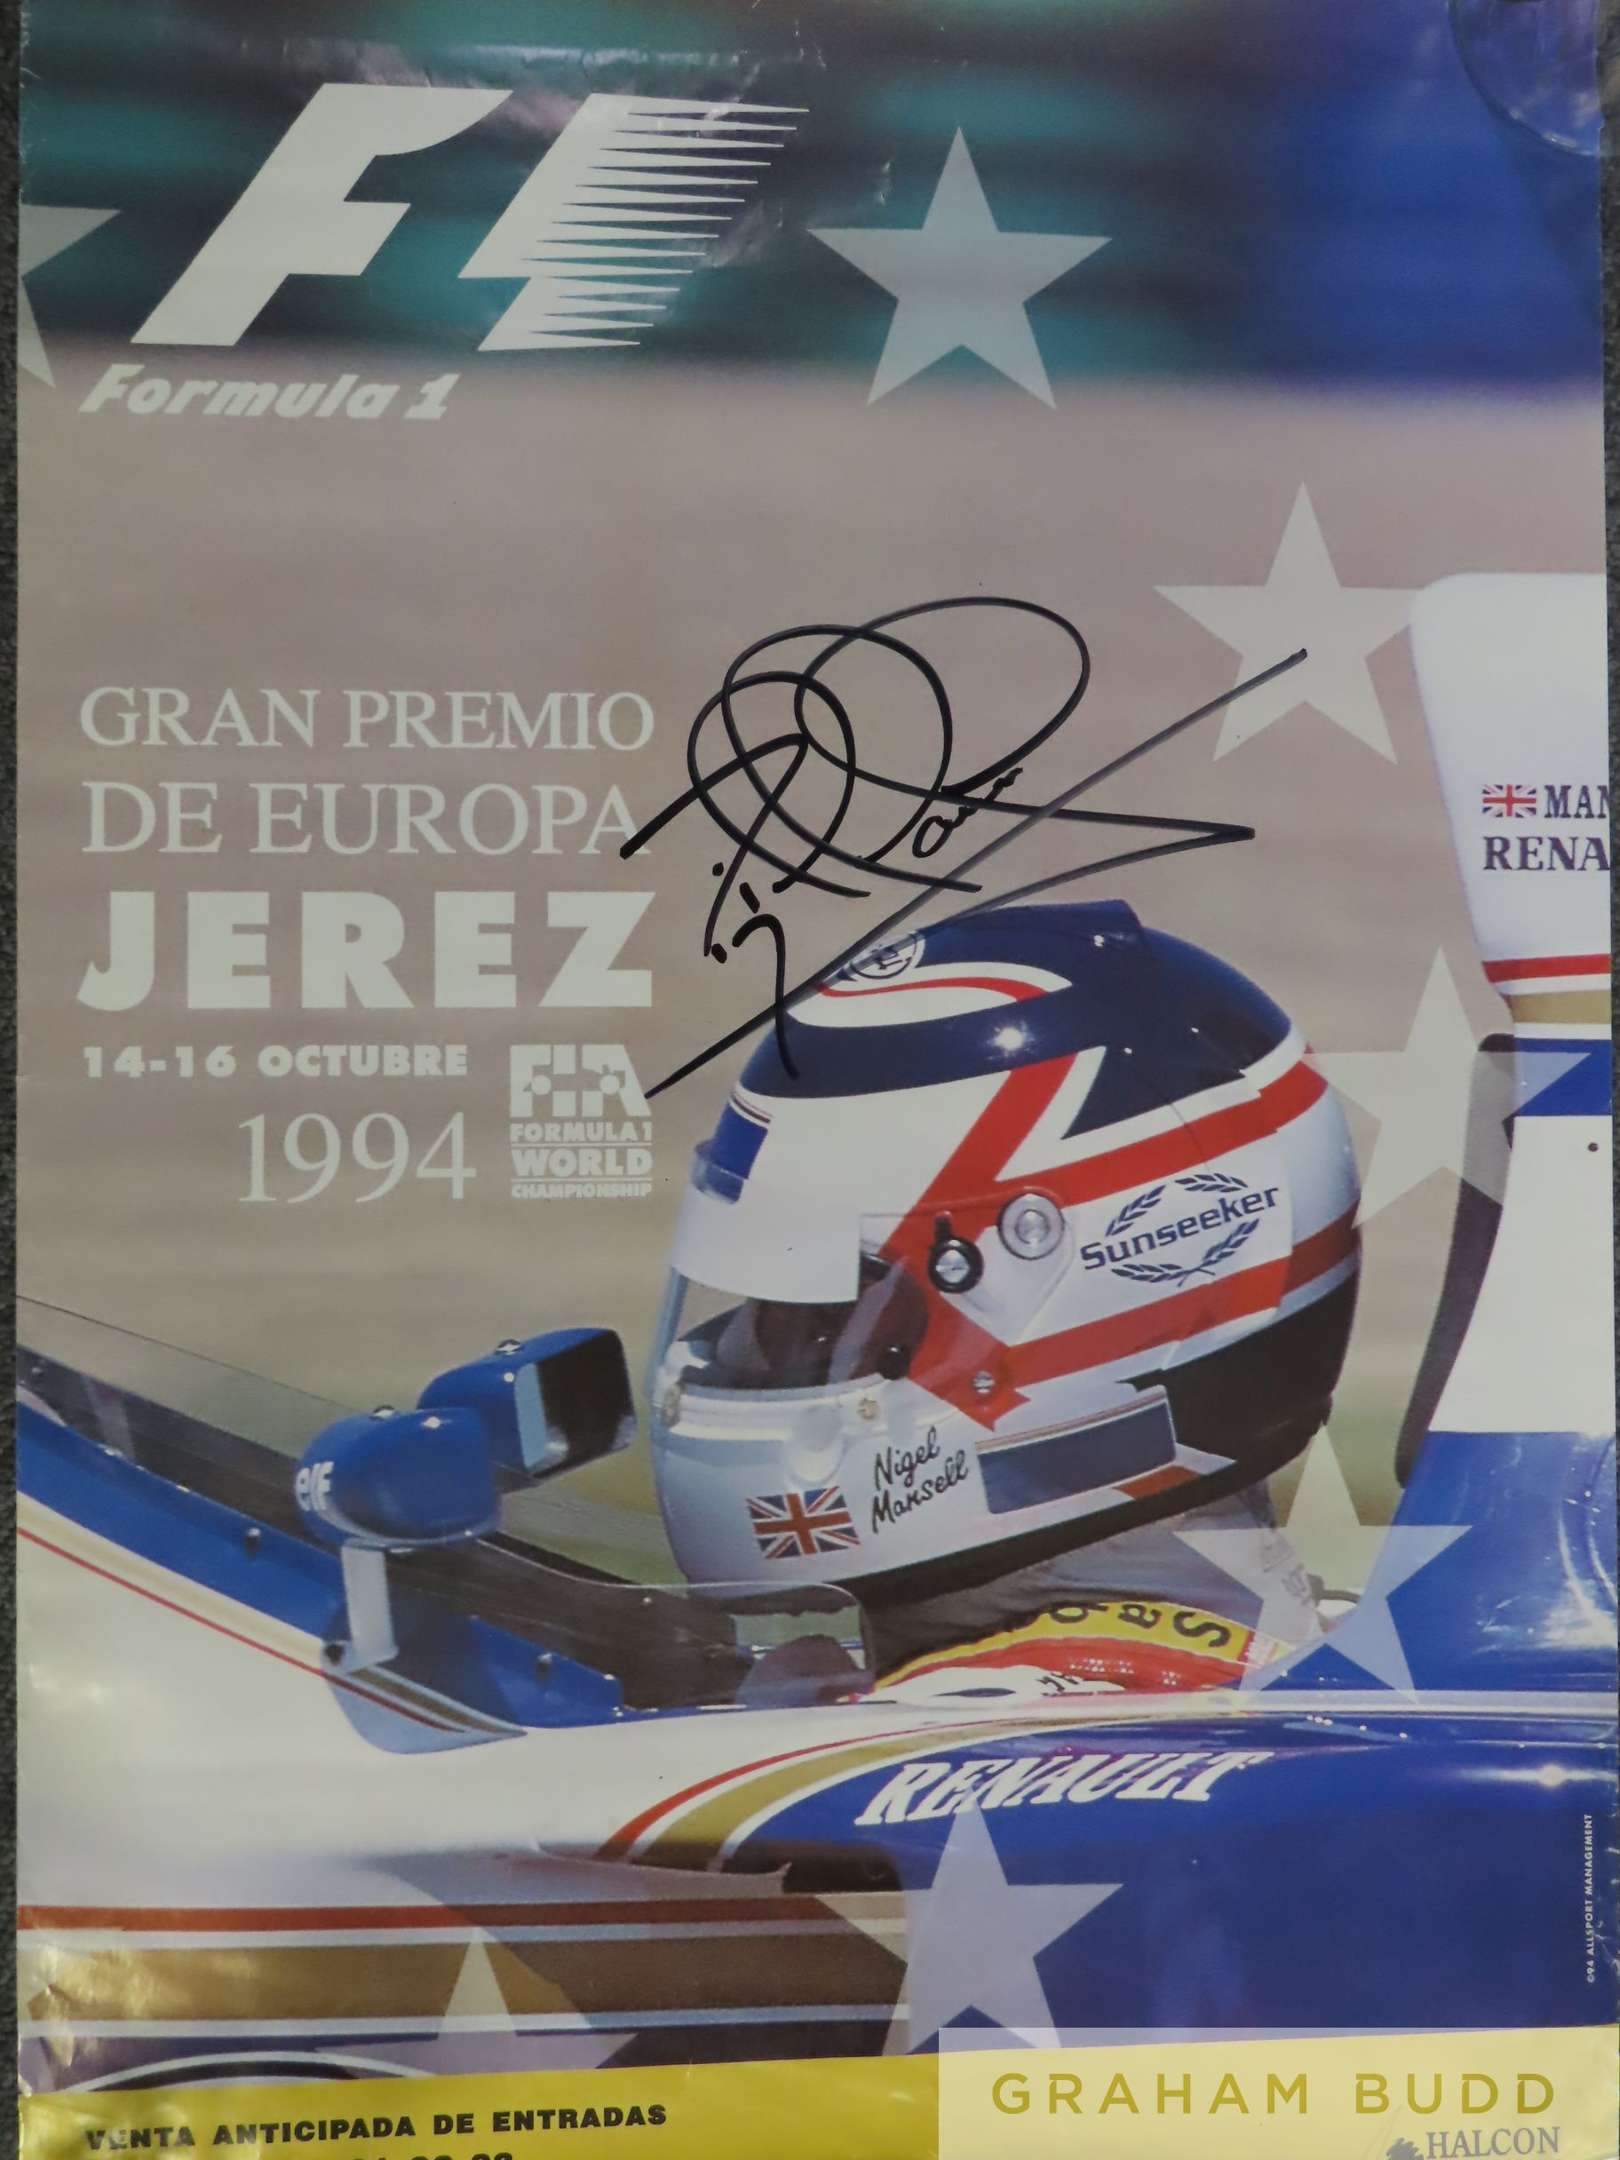 F1
Formula 1
GRAN PREMIO
DE EUROPA
JEREZ
14-16 OCTUBRE
1994
FIA
FORMULA 1
WORLD
CHAMPIONSHIP
MAN
RENA
Sunseeker
Nigel
Mansell
elf
RENAULT
©94 ALLSPORT MANAGEMENT
GRAHAM BUDD
VENTA ANTICIPADA DE ENTRADAS
HALCON